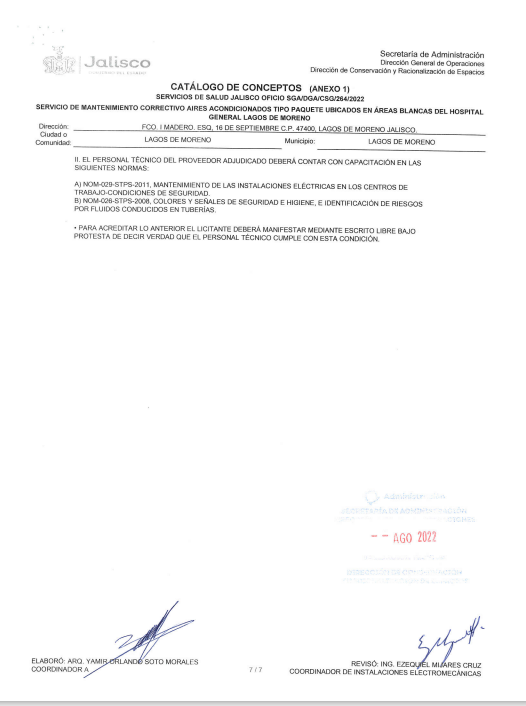 Jalisco
GOBIERNO DEL ESTADO
Secretaría de Administración
Dirección General de Operaciones
Dirección de Conservación y Racionalización de Espacios
CATÁLOGO DE CONCEPTOS (ANEXO 1)
SERVICIOS DE SALUD JALISCO OFICIO SGA/DGA/CSG/264/2022
SERVICIO DE MANTENIMIENTO CORRECTIVO AIRES ACONDICIONADOS TIPO PAQUETE UBICADOS EN ÁREAS BLANCAS DEL HOSPITAL
GENERAL LAGOS DE MORENO
Dirección: FCO. I MADERO. ESQ, 16 DE SEPTIEMBRE C.P. 47400, LAGOS DE MORENO JALISCO.
Ciudad o
Comunidad: LAGOS DE MORENO Municipio: LAGOS DE MORENO
II. EL PERSONAL TÉCNICO DEL PROVEEDOR ADJUDICADO DEBERÁ CONTAR CON CAPACITACIÓN EN LAS
SIGUIENTES NORMAS:
A) NOM-029-STPS-2011, MANTENIMIENTO DE LAS INSTALACIONES ELÉCTRICAS EN LOS CENTROS DE
TRABAJO-CONDICIONES DE SEGURIDAD.
B) NOM-026-STPS-2008, COLORES Y SEÑALES DE SEGURIDAD E HIGIENE, E IDENTIFICACIÓN DE RIESGOS
POR FLUIDOS CONDUCIDOS EN TUBERÍAS.
• PARA ACREDITAR LO ANTERIOR EL LICITANTE DEBERÁ MANIFESTAR MEDIANTE ESCRITO LIBRE BAJO
PROTESTA DE DECIR VERDAD QUE EL PERSONAL TÉCNICO CUMPLE CON ESTA CONDICIÓN.
SECRETARÍA DE ADMINISTRACIÓN
-- AGO 2022
ELABORÓ: ARQ. YAMIR ORLANDO SOTO MORALES
COORDINADOR A
7 / 7
REVISÓ: ING. EZEQUIEL MIJARES CRUZ
COORDINADOR DE INSTALACIONES ELECTROMECÁNICAS